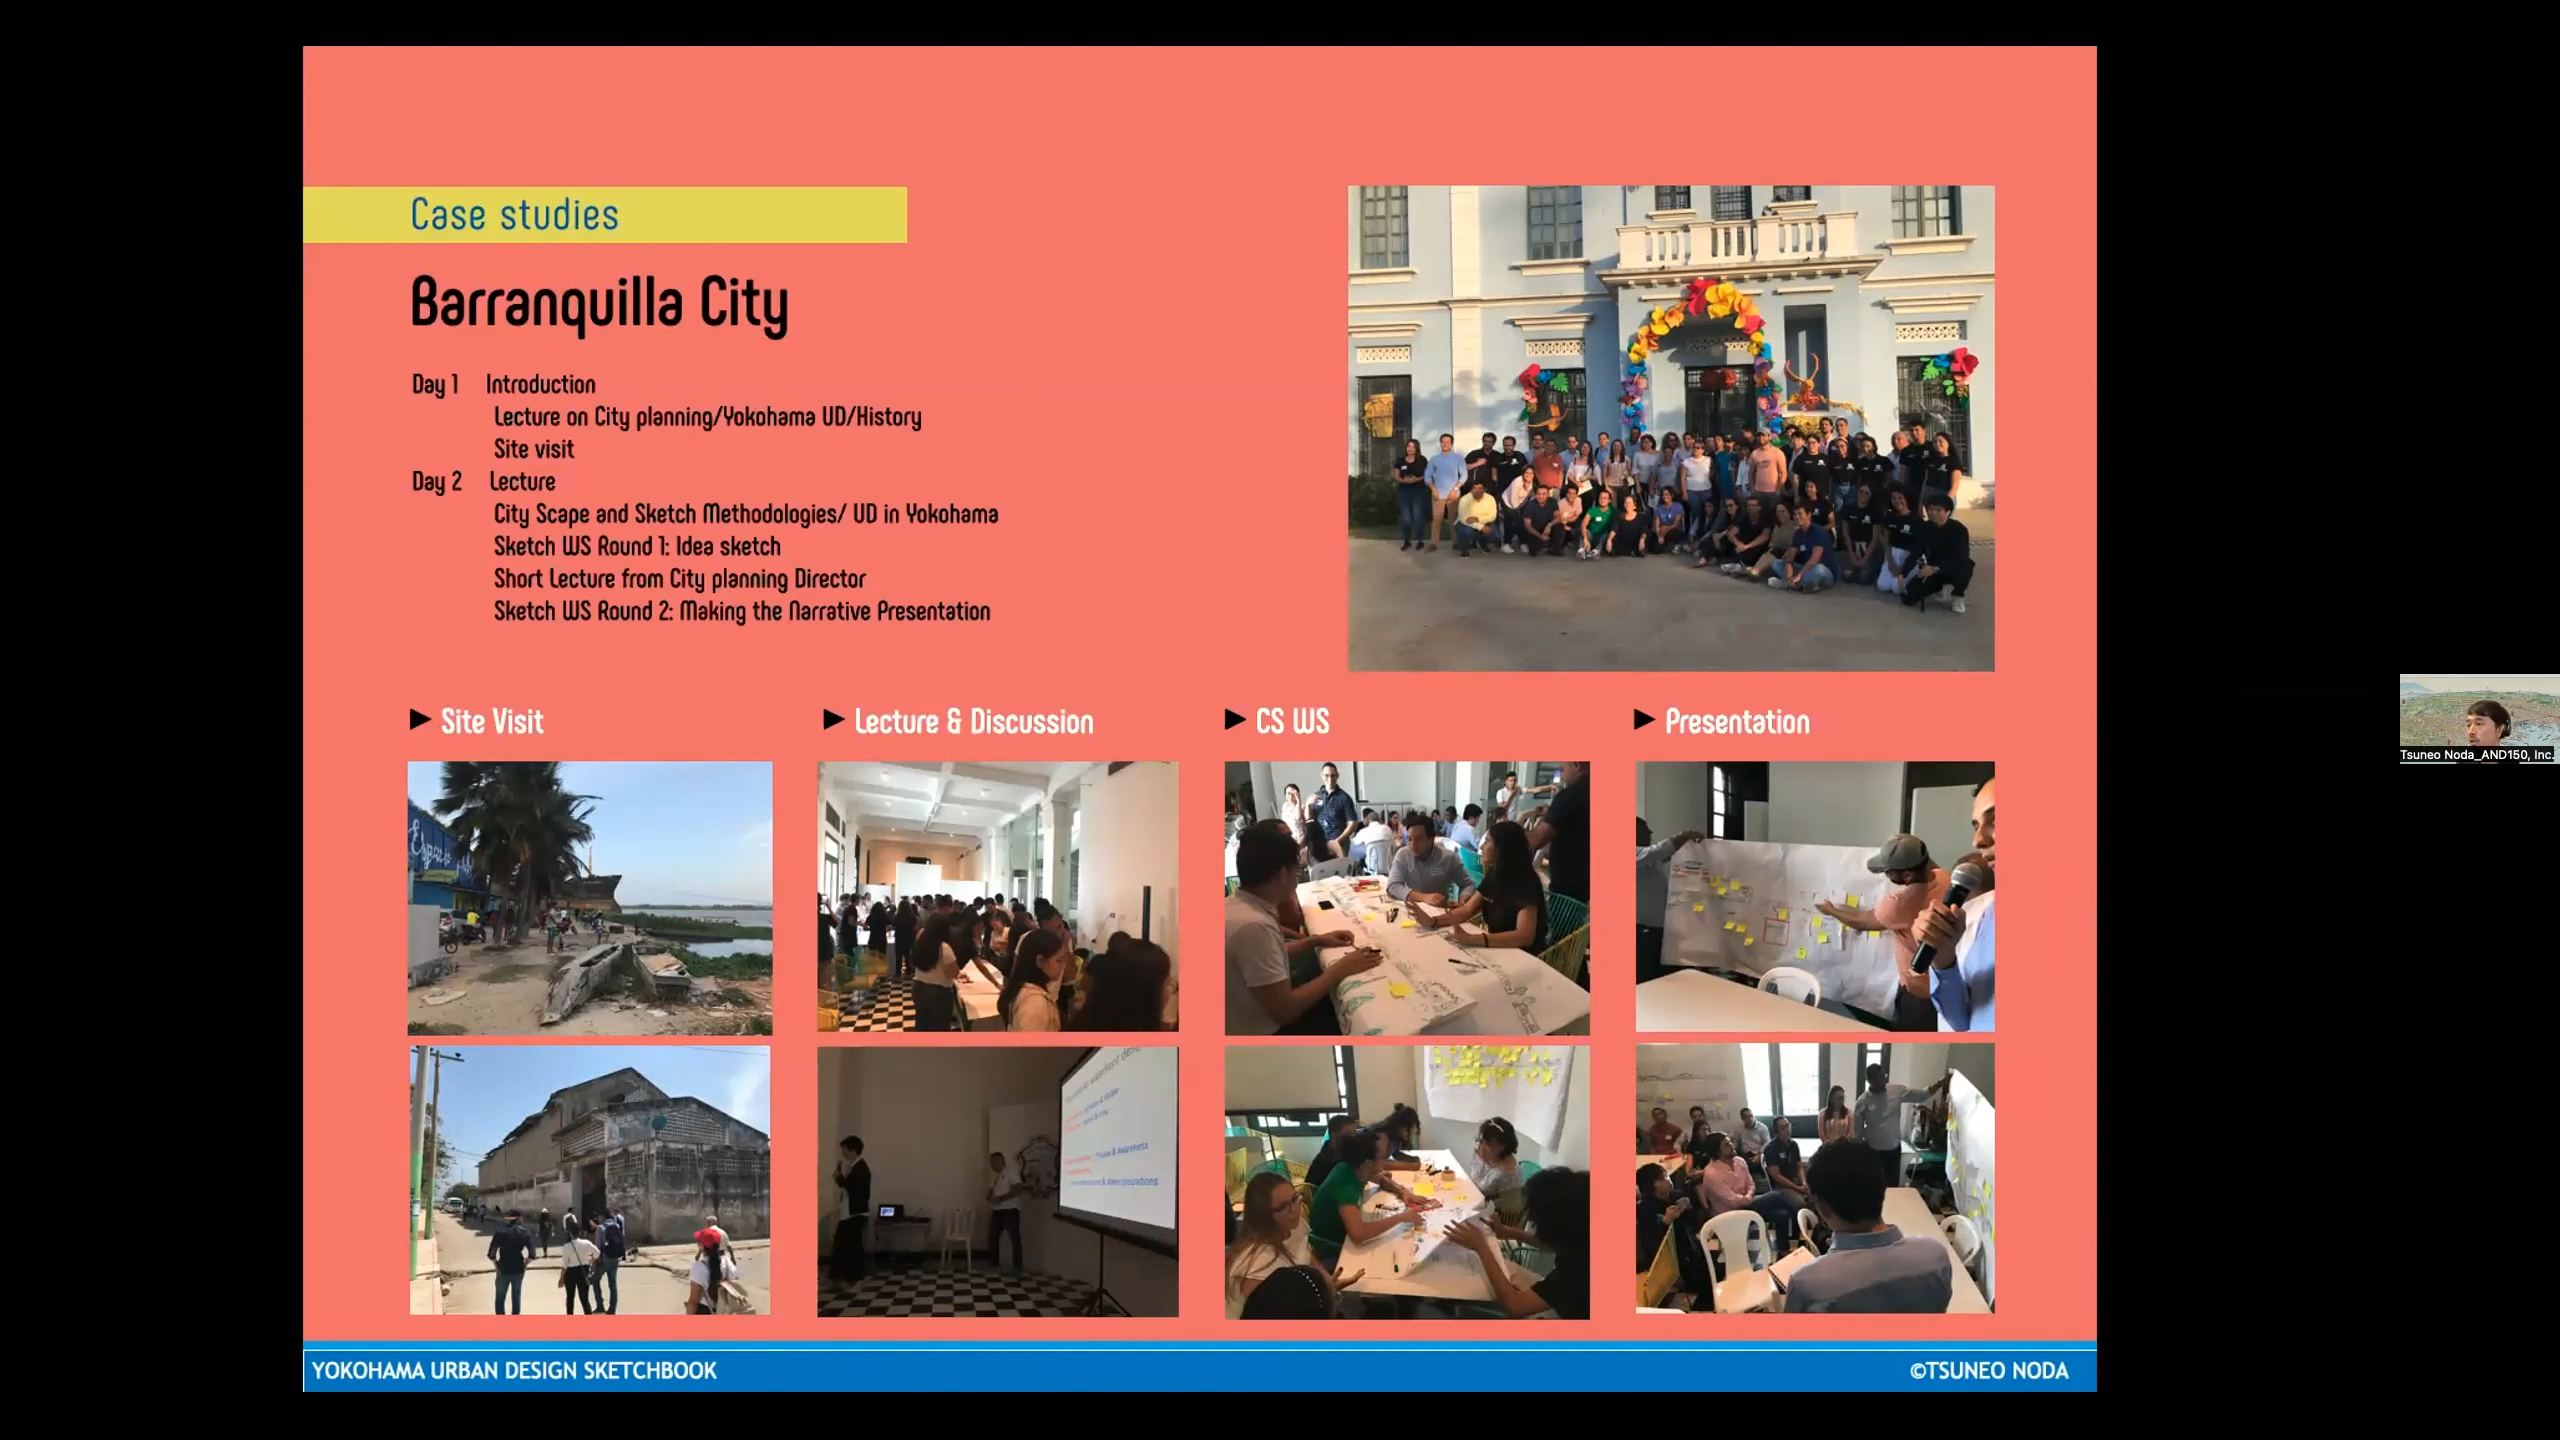 Case studies
Barranquilla City
Day 1 Introduction
Lecture on City planning/Yokohama UD/History
Site visit
Day 2 Lecture
City Scape and Sketch Methodologies/ UD in Yokohama
Sketch WS Round 1: Idea sketch
Short Lecture from City planning Director
Sketch WS Round 2: Making the Narrative Presentation
▶ Site Visit
▶ Lecture & Discussion
▶ CS WS
▶ Presentation
Espacio
& Awareness
YOKOHAMA URBAN DESIGN SKETCHBOOK
©TSUNEO NODA
Tsuneo Noda_AND150, Inc.